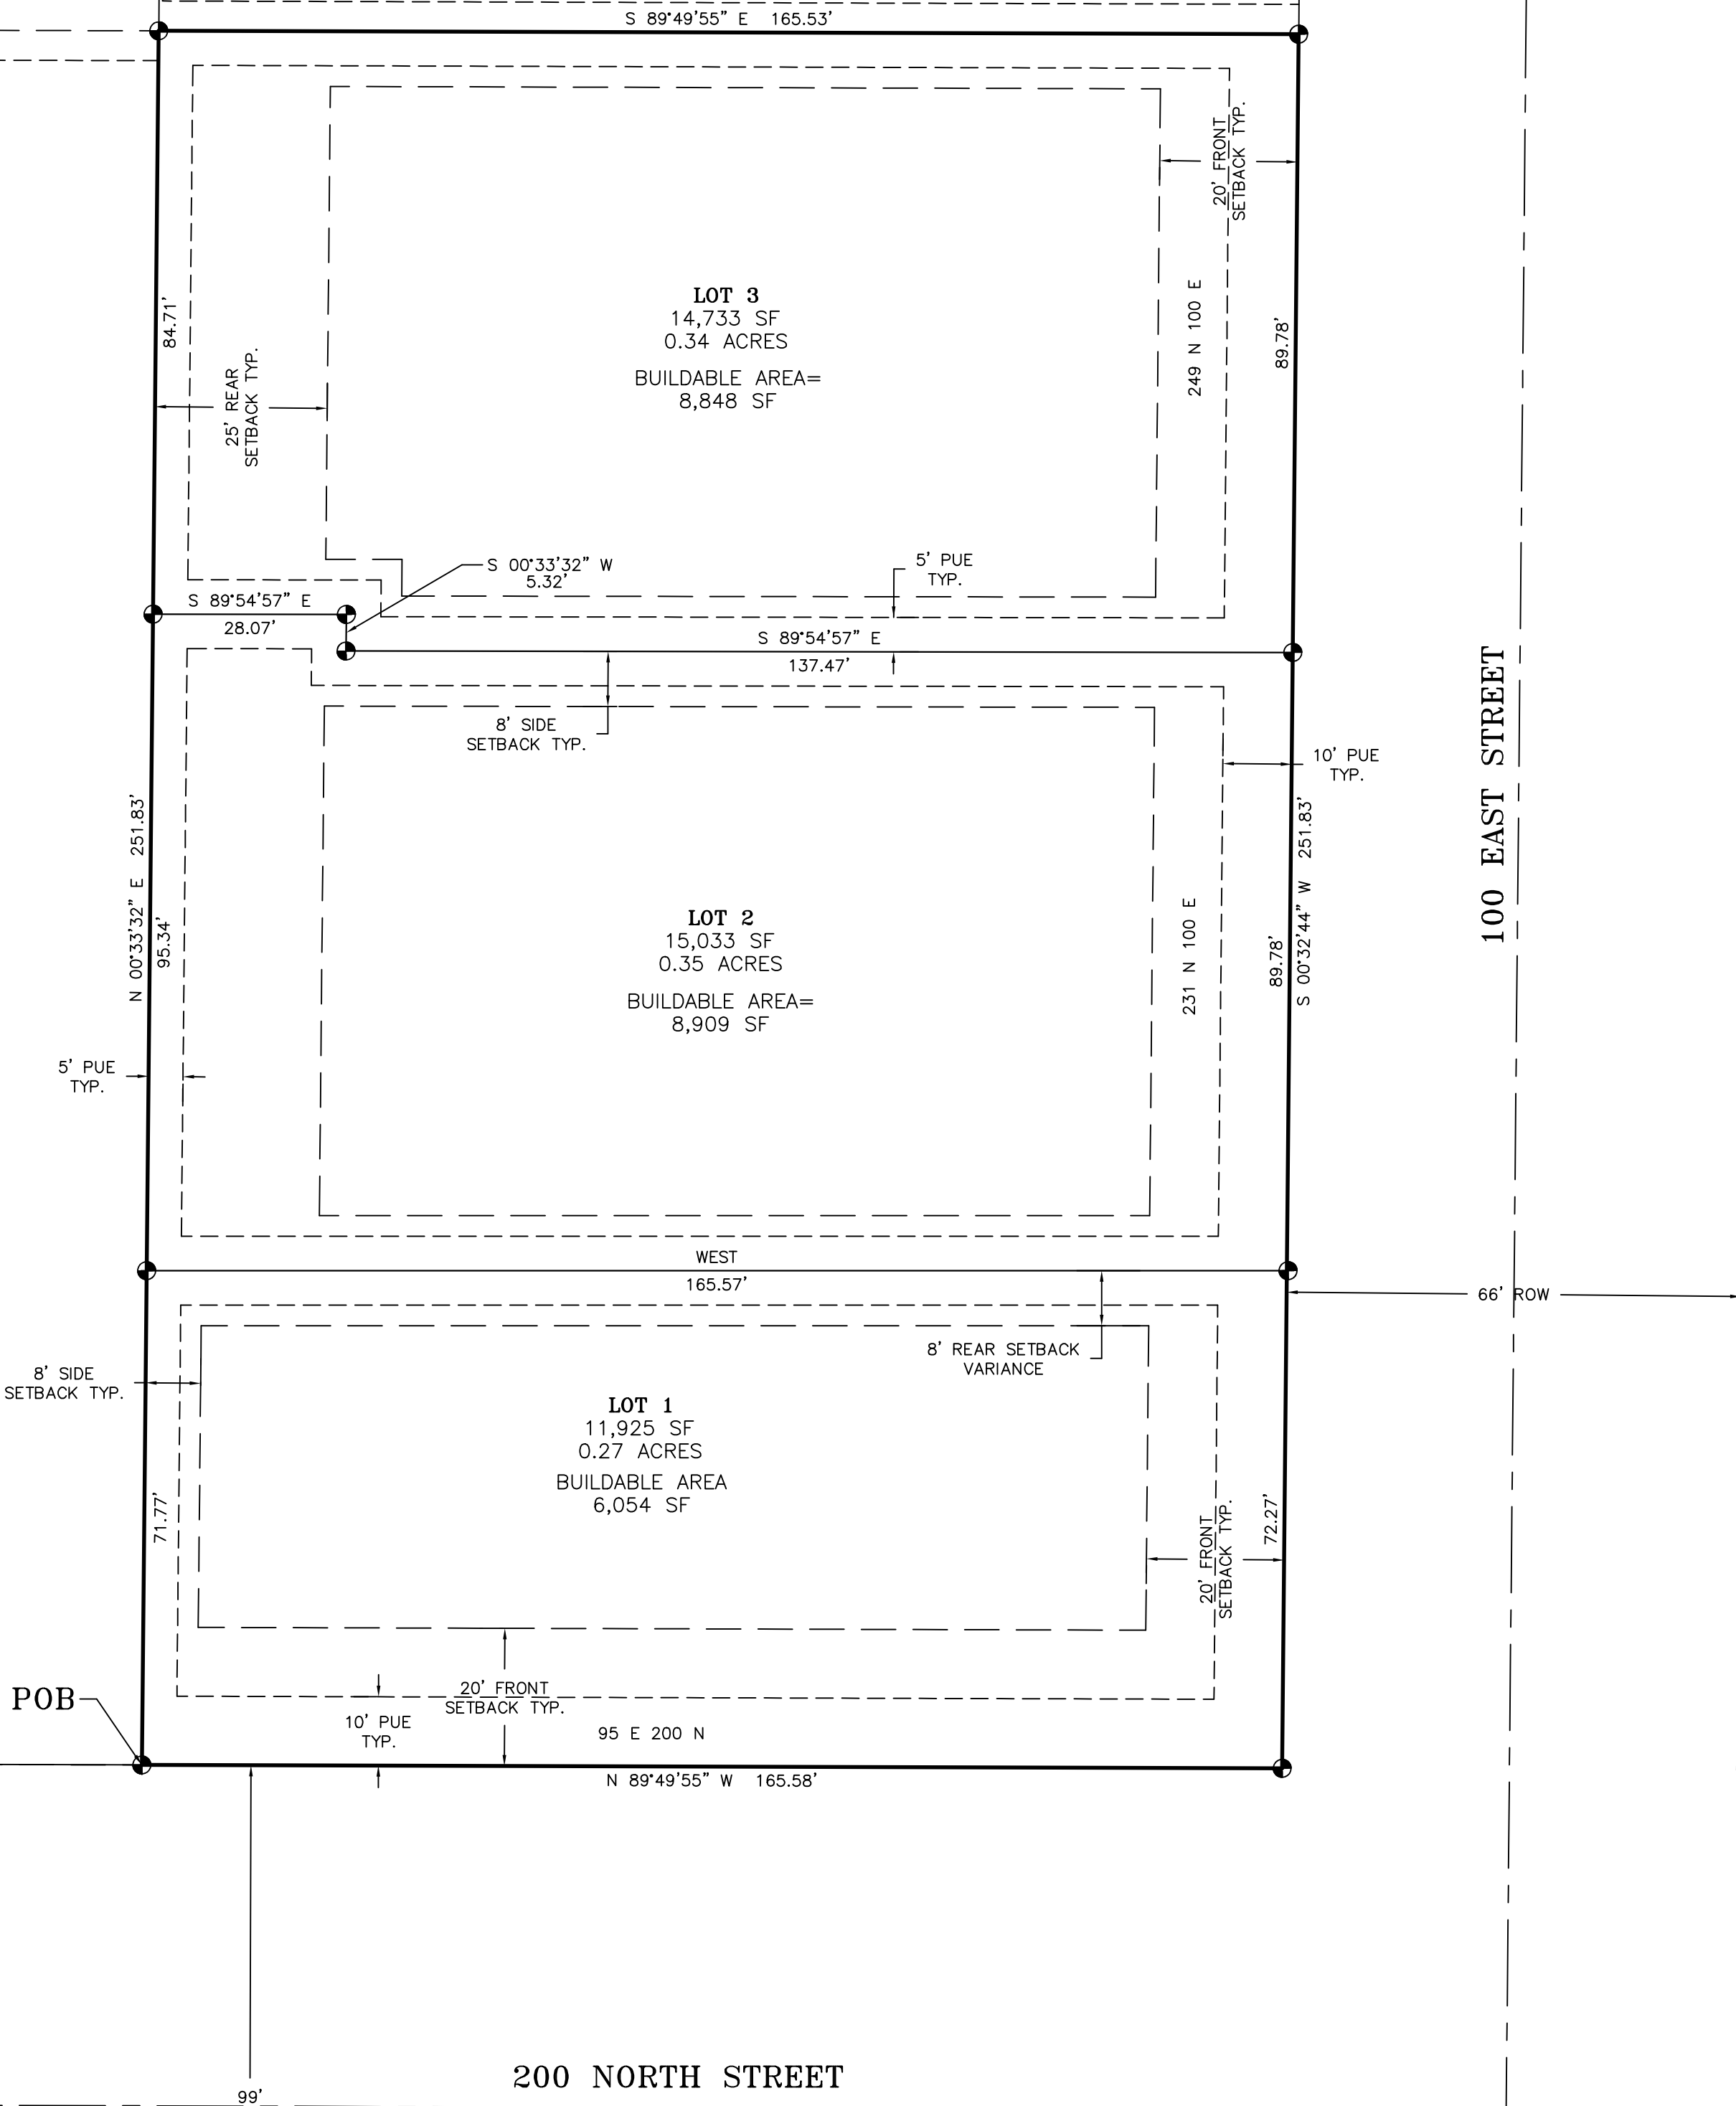 S 89°49'55" E 165.53'
20' FRONT
SETBACK TYP.
84.71'
LOT 3
14,733 SF
0.34 ACRES
BUILDABLE AREA=
8,848 SF
249 N 100 E
89.78'
25' REAR
SETBACK TYP.
S 00°33'32" W
5.32'
5' PUE
TYP.
S 89°54'57" E
28.07'
S 89°54'57" E
137.47'
8' SIDE
SETBACK TYP.
10' PUE
TYP.
100 EAST STREET
N 00°33'32" E 251.83'
95.34'
LOT 2
15,033 SF
0.35 ACRES
BUILDABLE AREA=
8,909 SF
231 N 100 E
89.78'
S 00°32'44" W 251.83'
5' PUE
TYP.
WEST
165.57'
66' ROW
8' REAR SETBACK
VARIANCE
8' SIDE
SETBACK TYP.
LOT 1
11,925 SF
0.27 ACRES
BUILDABLE AREA
6,054 SF
71.77'
20' FRONT
SETBACK TYP.
72.27'
POB
20' FRONT
SETBACK TYP.
10' PUE
TYP.
95 E 200 N
N 89°49'55" W 165.58'
200 NORTH STREET
99'